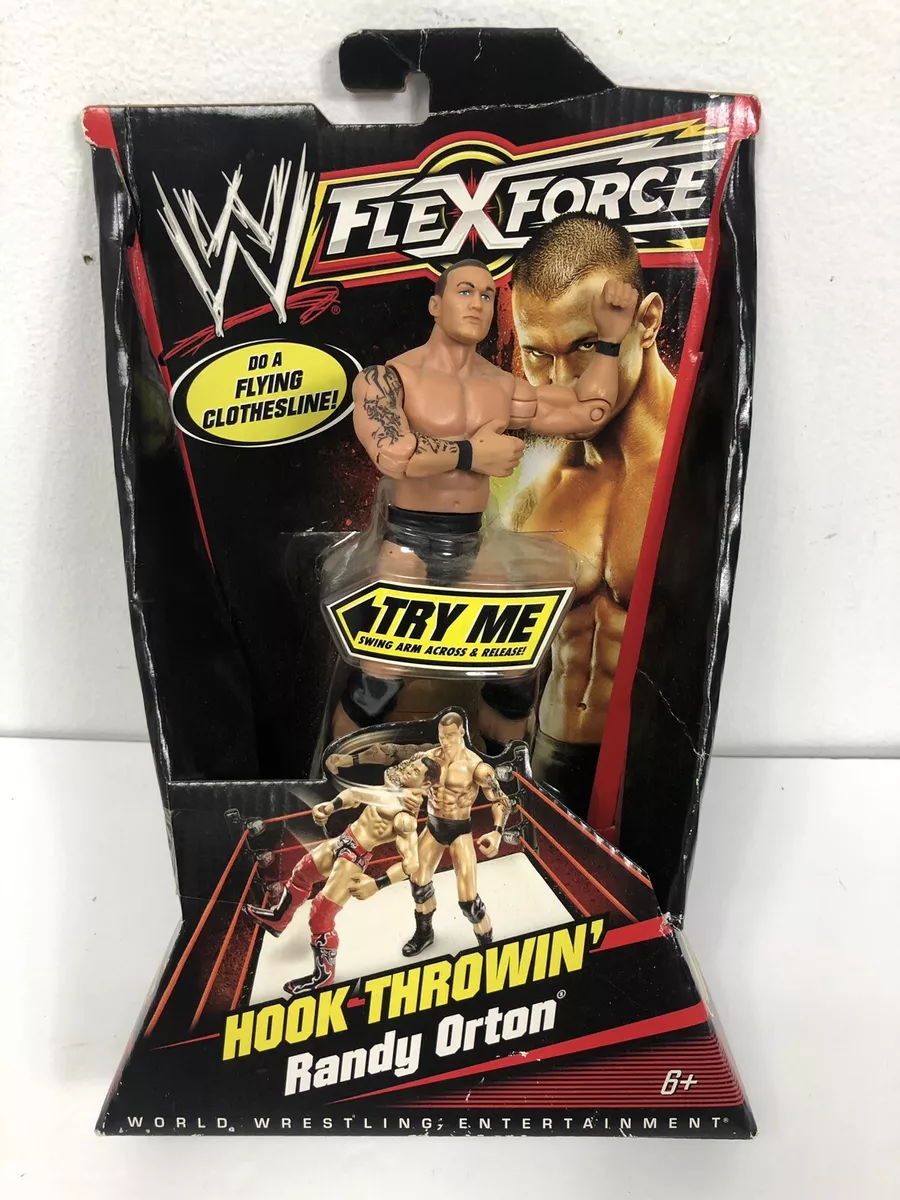 W
FLEXFORCE
DO A
FLYING
CLOTHESLINE!
TRY ME
SWING ARM ACROSS & RELEASE!
HOOK-THROWIN'
Randy Orton®
6+
WORLD WRESTLING ENTERTAINMENT®